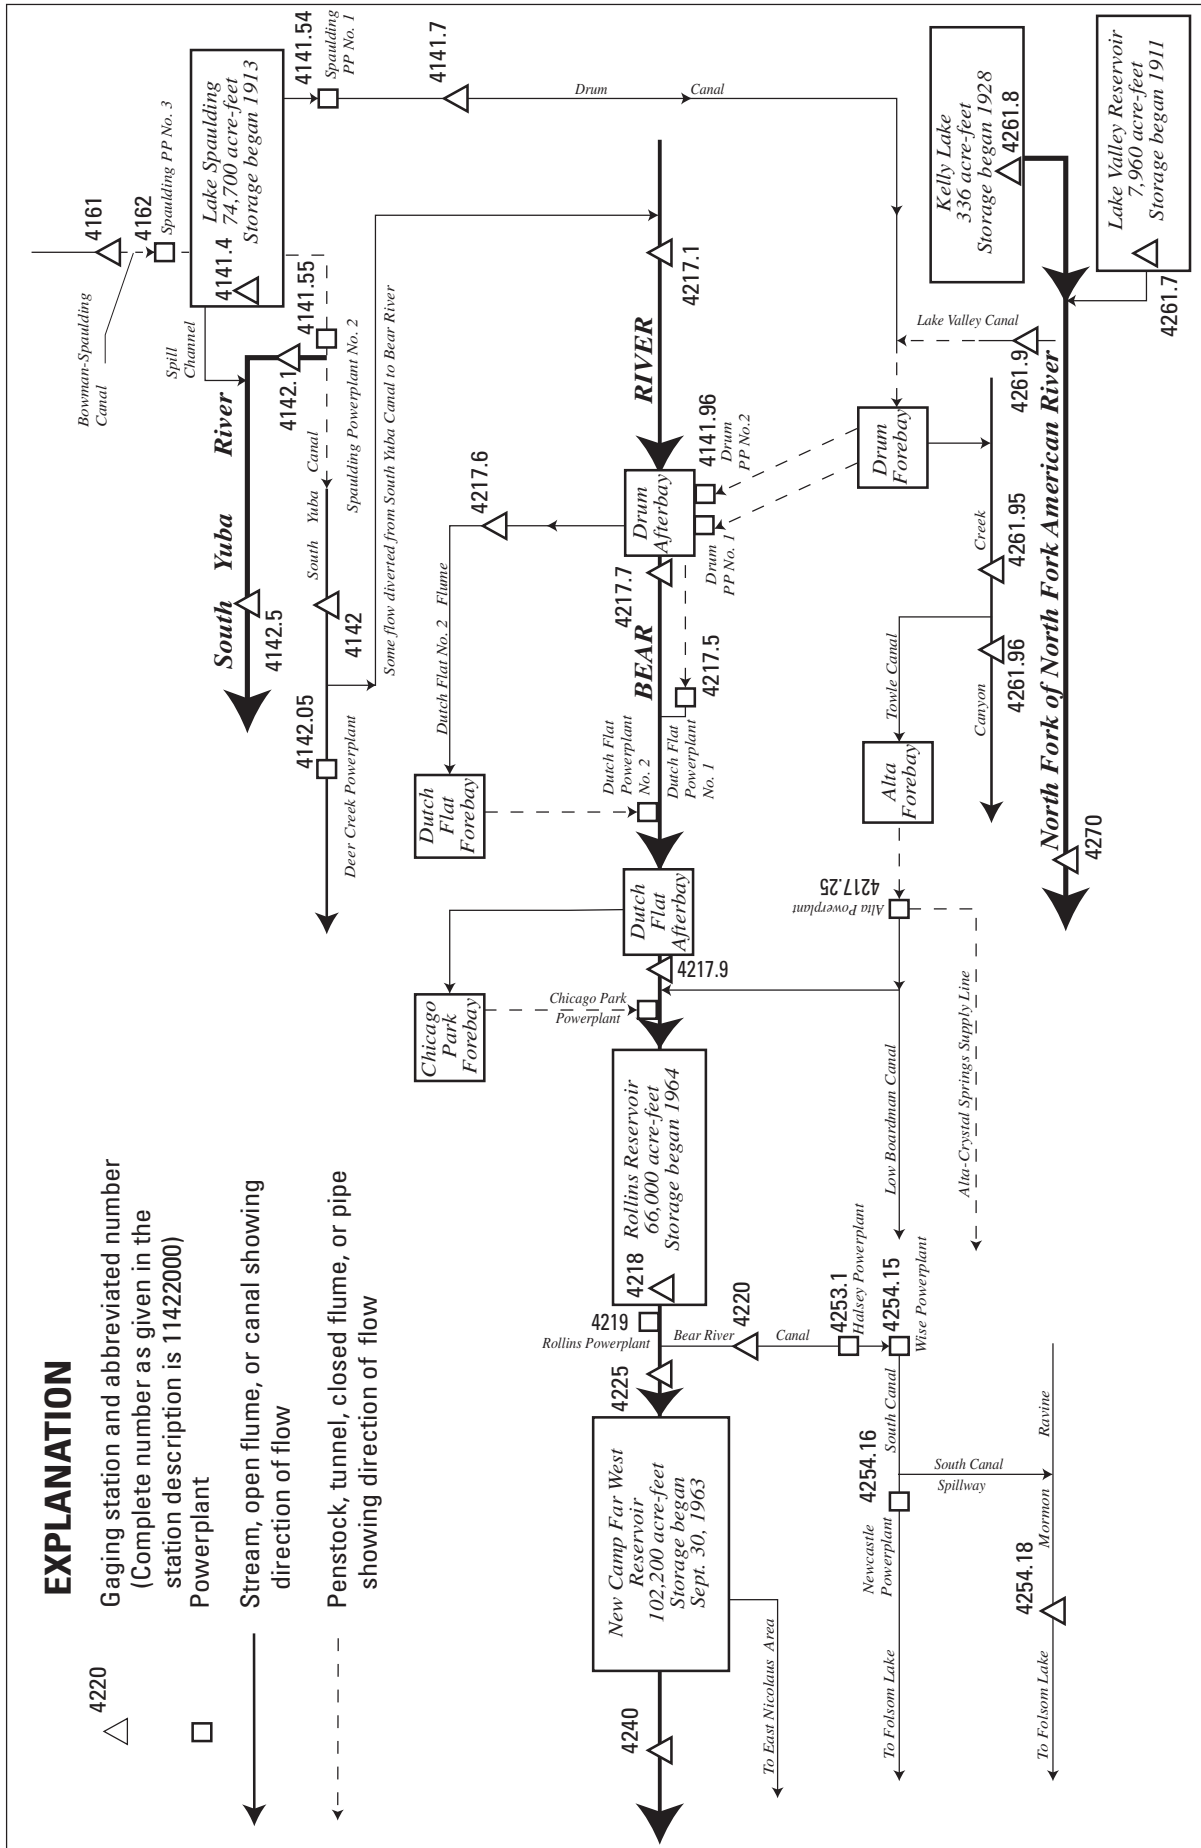 EXPLANATION
4220
Gaging station and abbreviated number
(Complete number as given in the
station description is 11422000)
Powerplant
Stream, open flume, or canal showing
direction of flow
Penstock, tunnel, closed flume, or pipe
showing direction of flow
4161
4162
Spaulding PP No. 3
Bowman-Spaulding
Canal
Lake Spaulding
74,700 acre-feet
Storage began 1913
4141.4
4141.54
Spaulding
PP No. 1
4141.7
Drum
Canal
Spill
Channel
4141.55
Spaulding Powerplant No. 2
4142.1
South Yuba River
4142.5
South Yuba Canal
4142
4142.05
Deer Creek Powerplant
Some flow diverted from South Yuba Canal to Bear River
4217.1
BEAR RIVER
Drum
Afterbay
4141.96
Drum
PP No.2
Drum
PP No. 1
4217.6
Dutch Flat No. 2 Flume
4217.7
4217.5
Dutch Flat
Powerplant
No. 2
Dutch Flat
Powerplant
No. 1
Dutch
Flat
Forebay
Dutch
Flat
Afterbay
4217.9
Chicago
Park
Forebay
Chicago Park
Powerplant
Rollins Reservoir
66,000 acre-feet
Storage began 1964
4218
4219
Rollins Powerplant
Bear River
Canal
4220
4225
4253.1
Halsey Powerplant
4254.15
Wise Powerplant
New Camp Far West
Reservoir
102,200 acre-feet
Storage began
Sept. 30, 1963
4240
To East Nicolaus Area
South Canal
4254.16
Newcastle
Powerplant
To Folsom Lake
South Canal
Spillway
Mormon
Ravine
4254.18
To Folsom Lake
Kelly Lake
336 acre-feet
Storage began 1928
4261.8
Lake Valley Reservoir
7,960 acre-feet
Storage began 1911
4261.7
Lake Valley Canal
4261.9
Drum
Forebay
Canyon
Creek
4261.95
4261.96
Towle Canal
Alta
Forebay
4217.25
Alta Powerplant
Low Boardman Canal
Alta-Crystal Springs Supply Line
North Fork of North Fork American River
4270